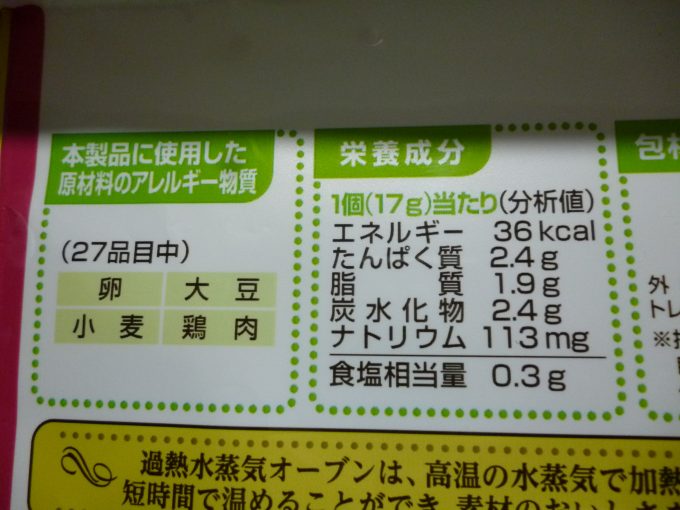 本製品に使用した
原材料のアレルギー物質
(27品目中)
卵 大豆
小麦 鶏肉
栄養成分
1個(17g)当たり(分析値)
エネルギー 36kcal
たんぱく質 2.4g
脂質 1.9g
炭水化物 2.4g
ナトリウム 113mg
食塩相当量 0.3g
包材
外
トレ
過熱水蒸気オーブンは、高温の水蒸気で加熱
短時間で温めることができ、素材のおいしさ